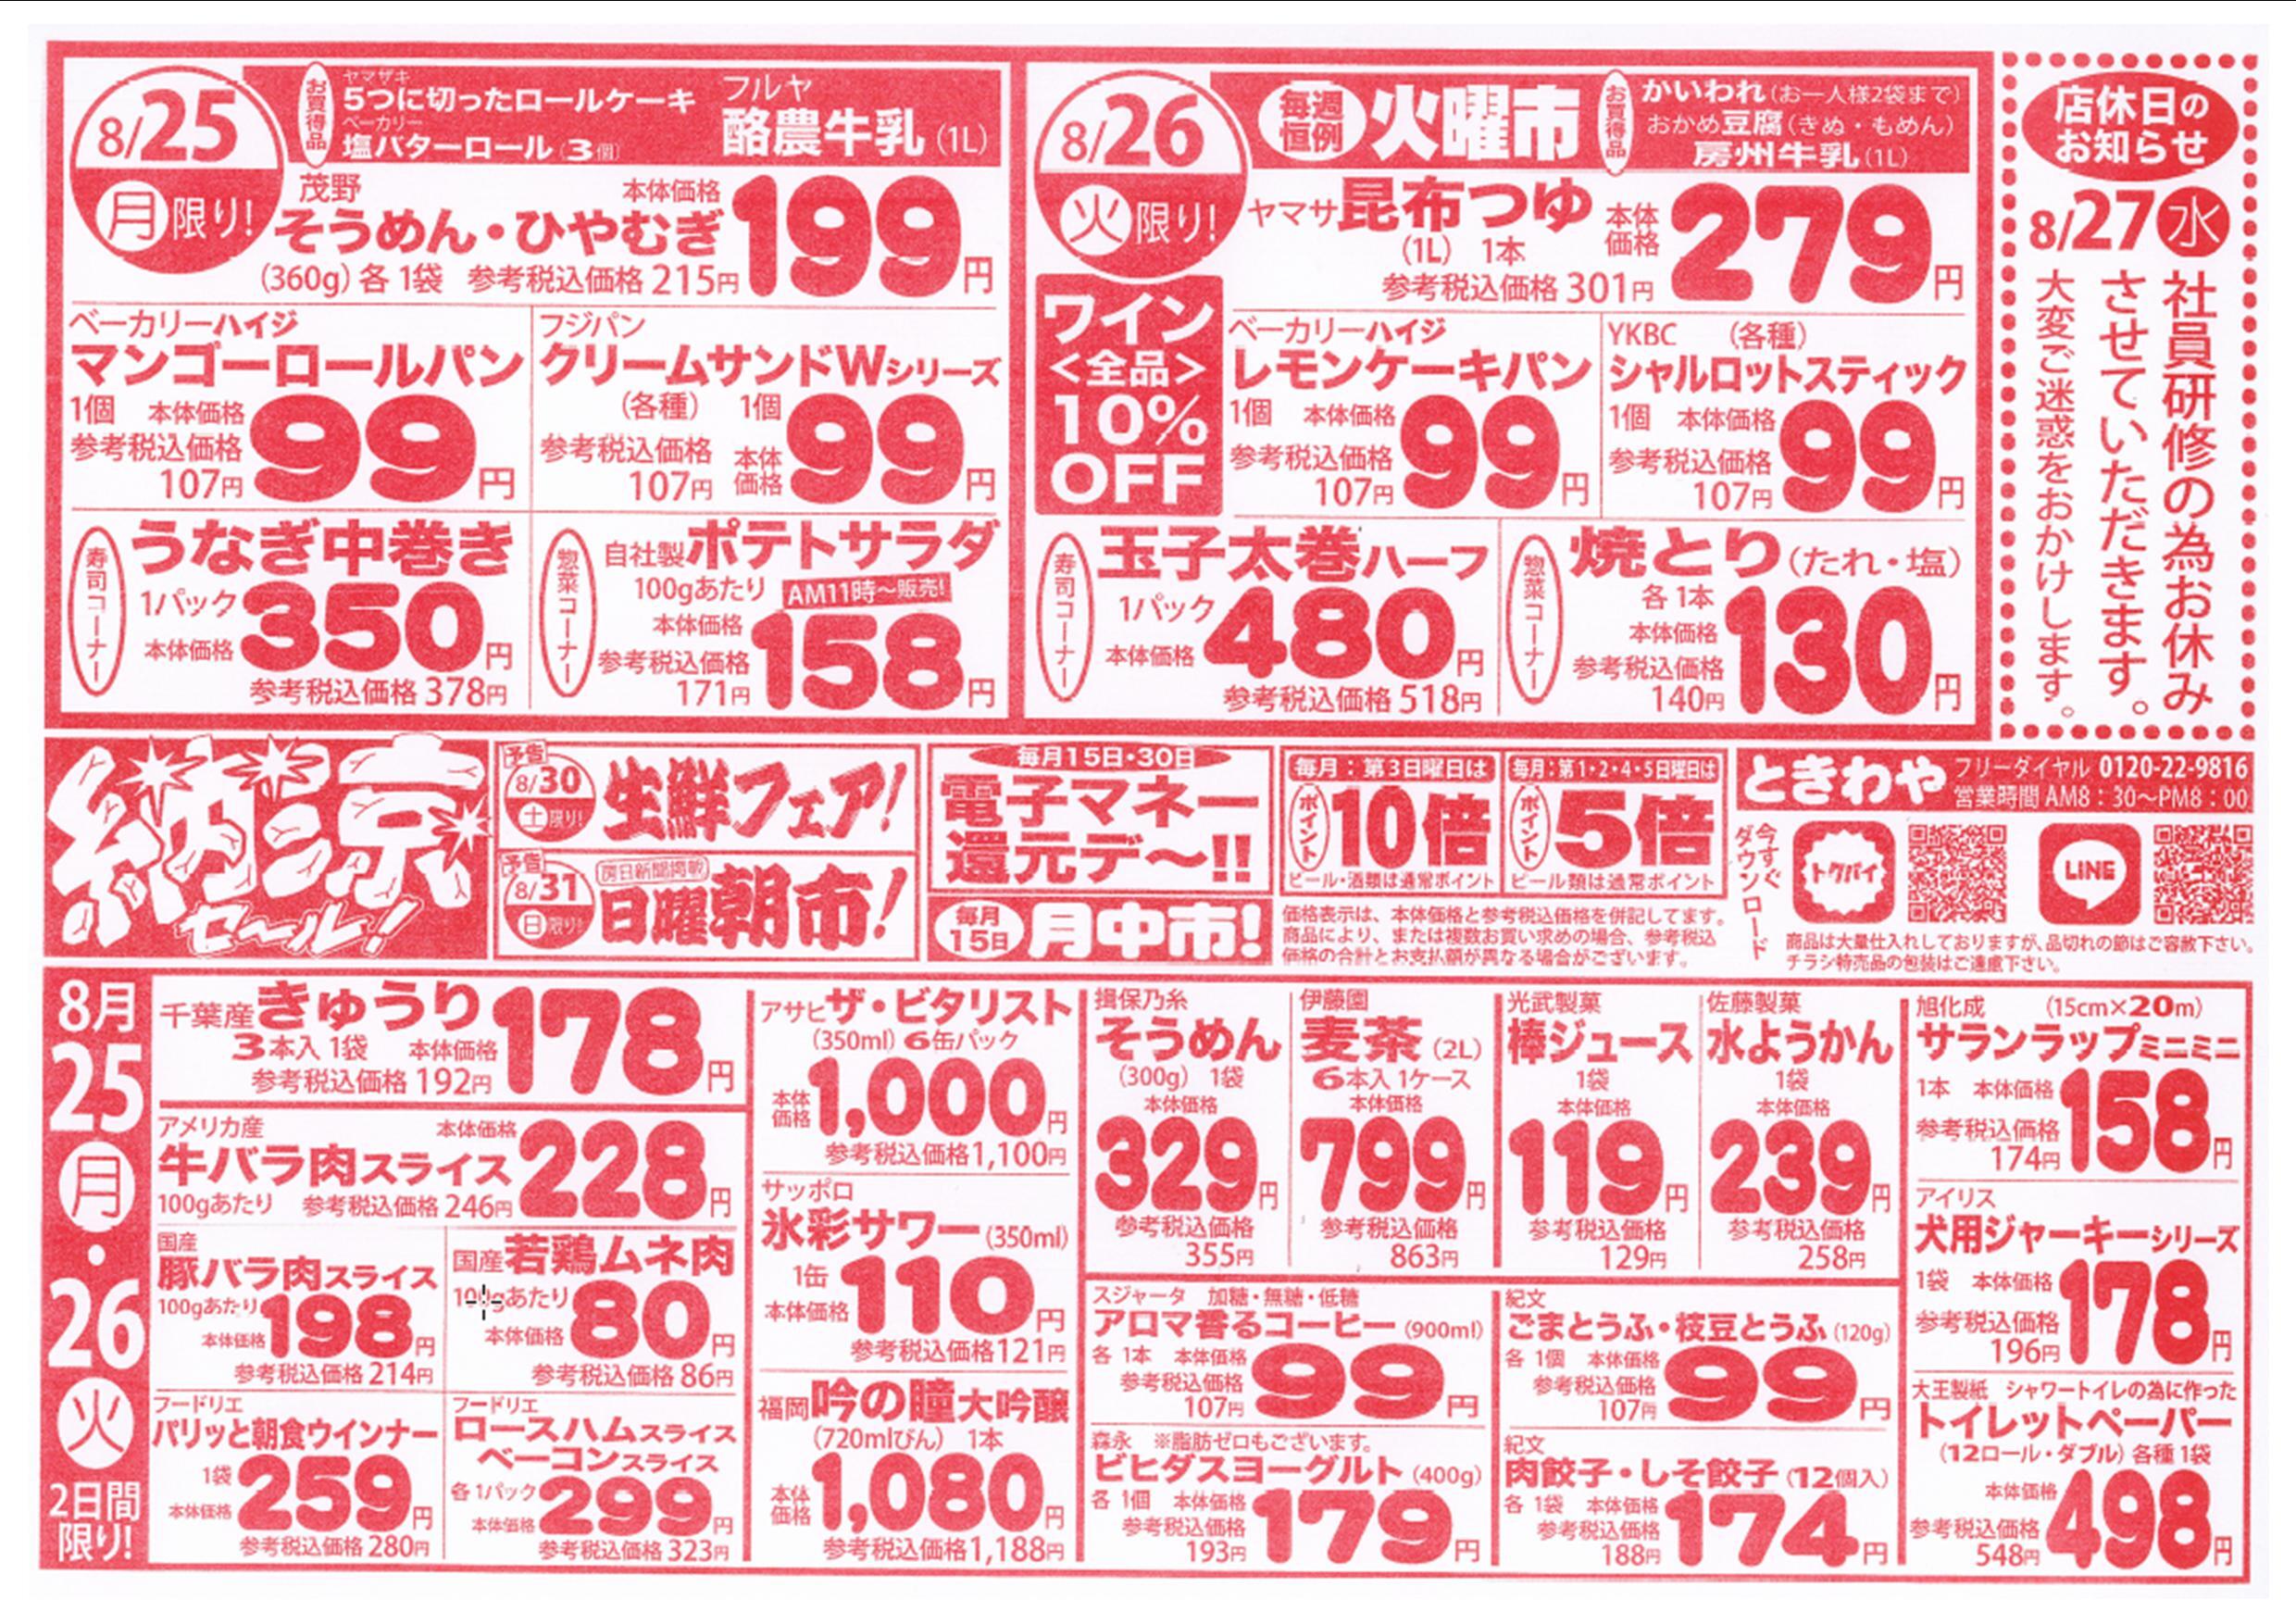 8/25
月限り!
お買得品
ヤマザキ
5つに切ったロールケーキ
ベーカリー
塩バターロール(3個)
フルヤ
酪農牛乳(1L)
茂野
そうめん・ひやむぎ
(360g)各1袋 参考税込価格215円
本体価格
199円
ベーカリーハイジ
マンゴーロールパン
1個 本体価格
99円
参考税込価格
107円
フジパン
クリームサンドWシリーズ
(各種) 1個
本体価格
99円
参考税込価格
107円
寿司コーナー
うなぎ中巻き
1パック
本体価格
350円
参考税込価格378円
惣菜コーナー
自社製ポテトサラダ
100gあたり AM11時〜販売!
本体価格
158円
参考税込価格
171円
8/26
火限り!
毎週恒例
火曜市
お買得品
かいわれ(お一人様2袋まで)
おかめ豆腐(きぬ・もめん)
房州牛乳(1L)
ヤマサ昆布つゆ
(1L) 1本
本体価格
279円
参考税込価格301円
ワイン
<全品>
10%
OFF
ベーカリーハイジ
レモンケーキパン
1個 本体価格
99円
参考税込価格
107円
YKBC (各種)
シャルロットスティック
1個 本体価格
99円
参考税込価格
107円
寿司コーナー
玉子太巻ハーフ
1パック
本体価格
480円
参考税込価格518円
惣菜コーナー
焼とり(たれ・塩)
各1本
本体価格
130円
参考税込価格
140円
店休日の
お知らせ
8/27水
社員研修の為お休み
させていただきます。
大変ご迷惑をおかけします。
納涼
セール!
予告
8/30
土限り!
生鮮フェア!
予告
8/31
日限り!
房日新聞掲載
日曜朝市!
毎月15日・30日
電子マネー
還元デ〜!!
毎月
15日
月中市!
毎月:第3日曜日は
ポイント
10倍
ビール・酒類は通常ポイント
毎月:第1・2・4・5日曜日は
ポイント
5倍
ビール類は通常ポイント
価格表示は、本体価格と参考税込価格を併記してます。
商品により、または複数お買い求めの場合、参考税込
価格の合計とお支払額が異なる場合がございます。
ときわや
フリーダイヤル 0120-22-9816
営業時間 AM8:30〜PM8:00
今すぐ
ダウンロード
トクバイ
LINE
商品は大量仕入れしておりますが、品切れの節はご容赦下さい。
チラシ特売品の包装はご遠慮下さい。
8月
25
月
・
26
火
2日間
限り!
千葉産きゅうり
3本入1袋 本体価格
178円
参考税込価格192円
アメリカ産
牛バラ肉スライス
本体価格
228円
100gあたり 参考税込価格246円
国産
豚バラ肉スライス
100gあたり
本体価格
198円
参考税込価格214円
国産若鶏ムネ肉
100gあたり
本体価格
80円
参考税込価格86円
フードリエ
パリッと朝食ウインナー
1袋
本体価格
259円
参考税込価格280円
フードリエ
ロースハムスライス
ベーコンスライス
各1パック
本体価格
299円
参考税込価格323円
アサヒザ・ビタリスト
(350ml)6缶パック
本体価格
1,000円
参考税込価格1,100円
サッポロ
氷彩サワー(350ml)
1缶
本体価格
110円
参考税込価格121円
福岡吟の瞳大吟醸
(720mlびん) 1本
本体価格
1,080円
参考税込価格1,188円
揖保乃糸
そうめん
(300g) 1袋
本体価格
329円
参考税込価格
355円
伊藤園
麦茶(2L)
6本入1ケース
本体価格
799円
参考税込価格
863円
光武製菓
棒ジュース
1袋
本体価格
119円
参考税込価格
129円
佐藤製菓
水ようかん
1袋
本体価格
239円
参考税込価格
258円
スジャータ 加糖・無糖・低糖
アロマ香るコーヒー(900ml)
各1本 本体価格
99円
参考税込価格
107円
紀文
ごまとうふ・枝豆とうふ(120g)
各1個 本体価格
99円
参考税込価格
107円
森永 ※脂肪ゼロもございます。
ビヒダスヨーグルト(400g)
各1個 本体価格
179円
参考税込価格
193円
紀文
肉餃子・しそ餃子(12個入)
各1袋 本体価格
174円
参考税込価格
188円
旭化成 (15cm×20m)
サランラップミニミニ
1本 本体価格
158円
参考税込価格
174円
アイリス
犬用ジャーキーシリーズ
1袋 本体価格
178円
参考税込価格
196円
大王製紙 シャワートイレの為に作った
トイレットペーパー
(12ロール・ダブル)各種1袋
本体価格
498円
参考税込価格
548円